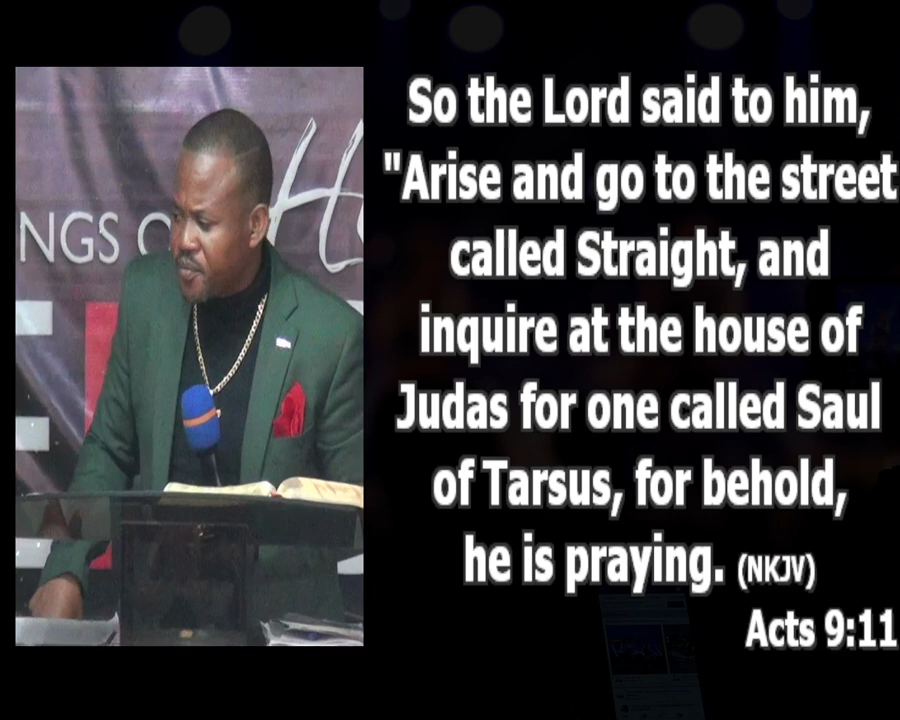 NGS O
So the Lord said to him,
"Arise and go to the street
called Straight, and
inquire at the house of
Judas for one called Saul
of Tarsus, for behold,
he is praying. (NKJV)
Acts 9:11